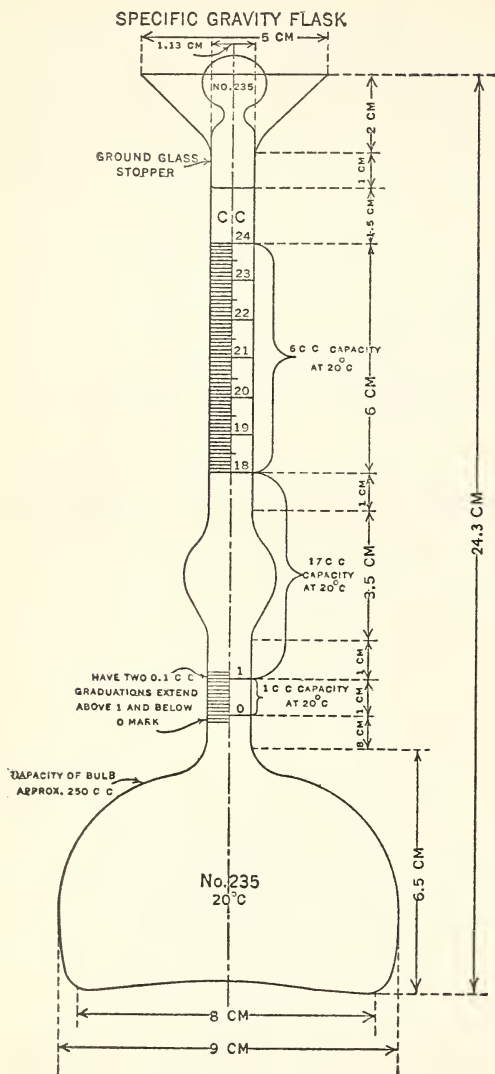 SPECIFIC GRAVITY FLASK
5 CM
1.13 CM
NO.235
2 CM
GROUND GLASS
STOPPER
1 CM
C C
1.5 CM
24
23
22
21
20
19
18
6 C C CAPACITY
AT 20°C
6 CM
1 CM
24.3 CM
17 C C
CAPACITY
AT 20°C
3.5 CM
1 CM
HAVE TWO 0.1 C C
GRADUATIONS EXTEND
ABOVE 1 AND BELOW
0 MARK
1
0
1 C C CAPACITY
AT 20°C
1 CM
8 CM
CAPACITY OF BULB
APPROX. 250 C C
No.235
20°C
6.5 CM
8 CM
9 CM